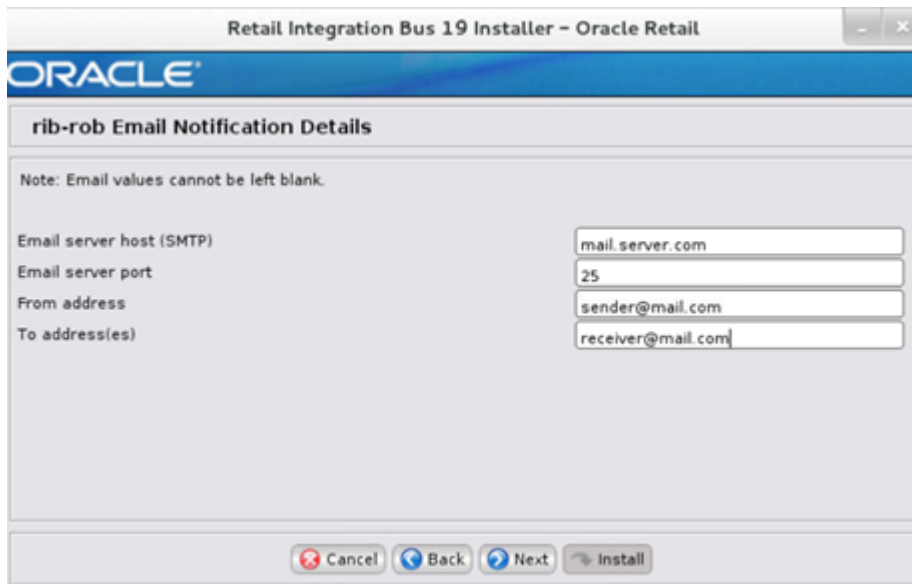 Retail Integration Bus 19 Installer – Oracle Retail
ORACLE®
rib-rob Email Notification Details
Note: Email values cannot be left blank.
Email server host (SMTP) mail.server.com
Email server port 25
From address sender@mail.com
To address(es) receiver@mail.com
Cancel Back Next Install